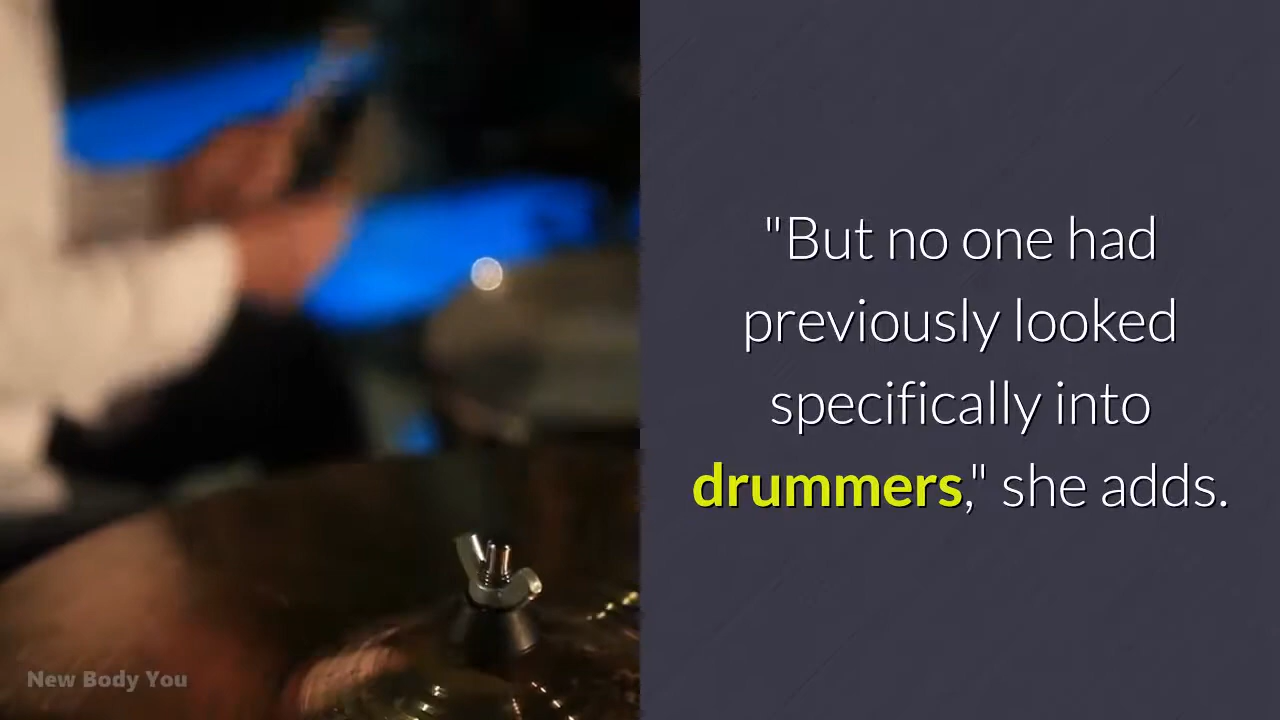 "But no one had
previously looked
specifically into
drummers," she adds.
New Body You